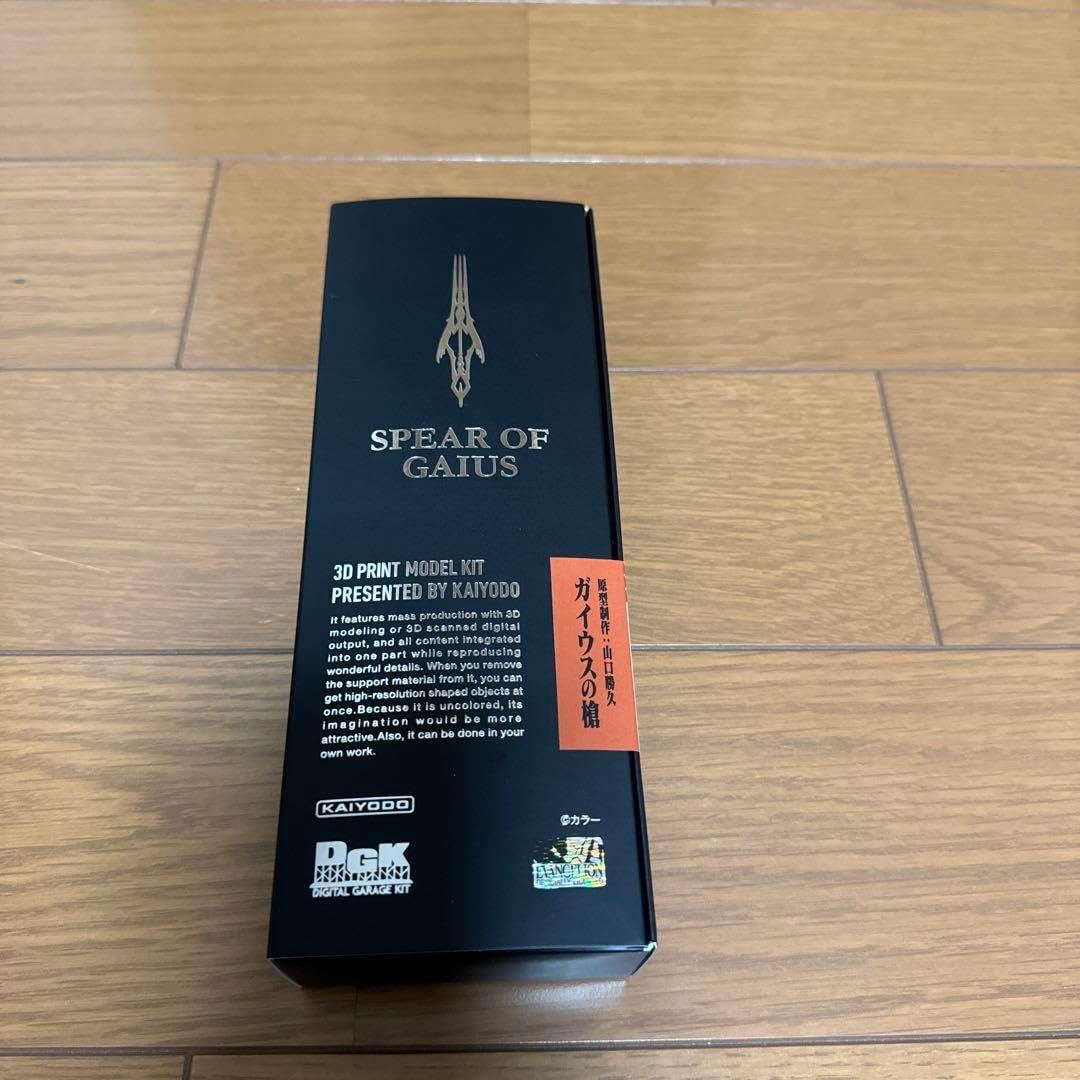 SPEAR OF
GAIUS
3D PRINT MODEL KIT
PRESENTED BY KAIYODO
It features mass production with 3D
modeling or 3D scanned digital
output, and all content integrated
into one part while reproducing
wonderful details. When you remove
the support material from it, you can
get high-resolution shaped objects at
once.Because it is uncolored, its
imagination would be more
attractive.Also, it can be done in your
own work.
原型制作：山口勝久
ガイウスの槍
KAIYODO
DGK
DIGITAL GARAGE KIT
©カラー
EVANGELION